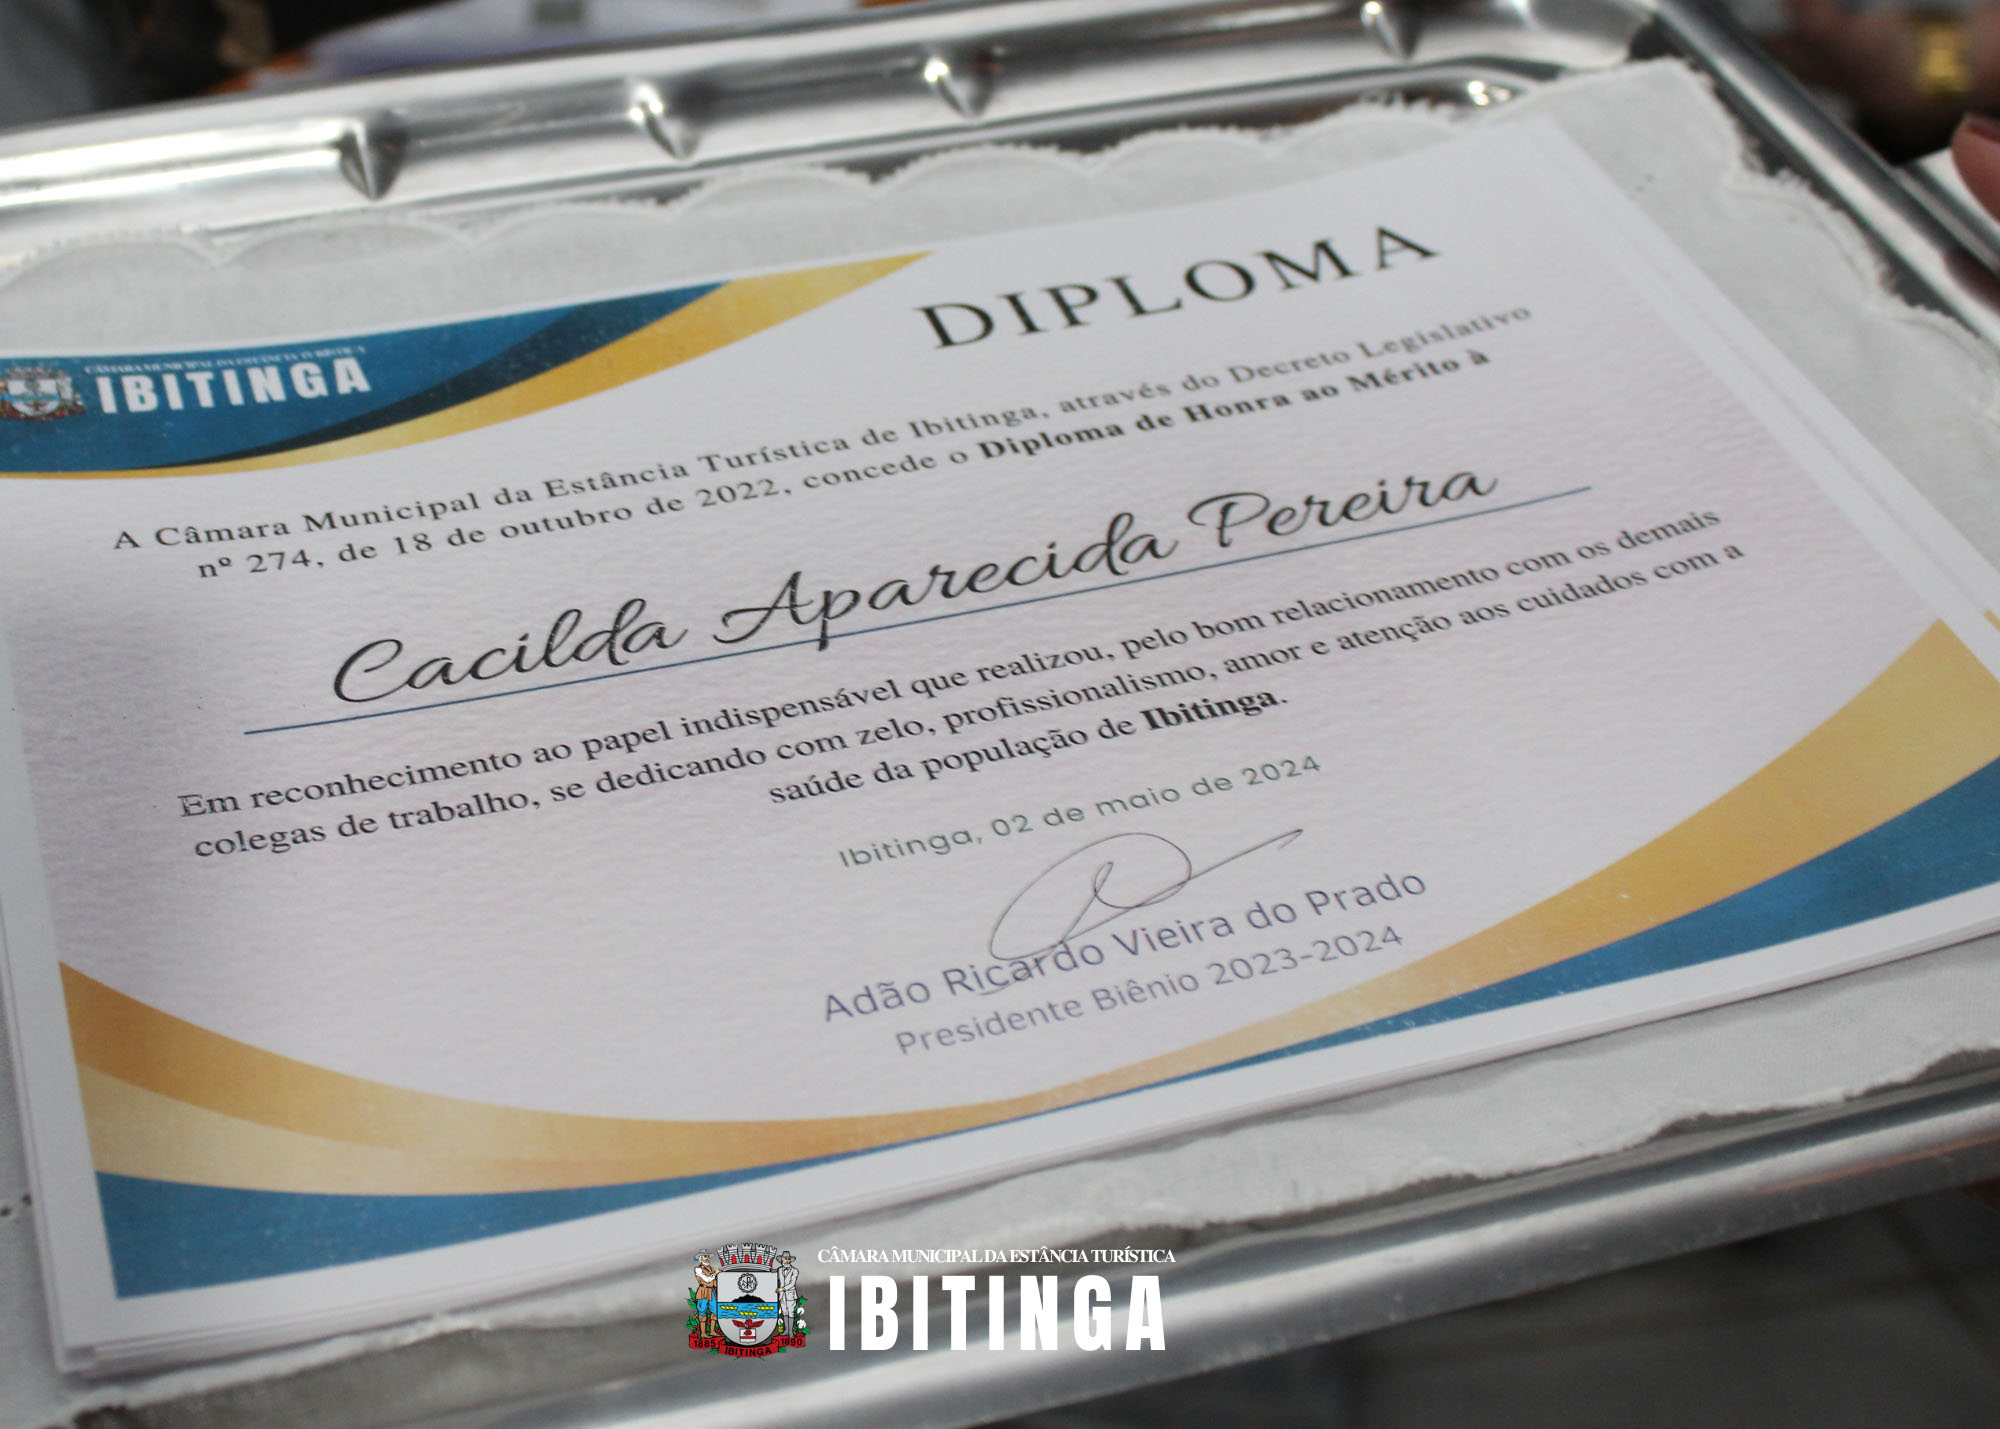 DIPLOMA
CÂMARA MUNICIPAL DA ESTÂNCIA TURÍSTICA
IBITINGA
A Câmara Municipal da Estância Turística de Ibitinga, através do Decreto Legislativo
nº 274, de 18 de outubro de 2022, concede o Diploma de Honra ao Mérito à
Cacilda Aparecida Pereira
Em reconhecimento ao papel indispensável que realizou, pelo bom relacionamento com os demais
colegas de trabalho, se dedicando com zelo, profissionalismo, amor e atenção aos cuidados com a
saúde da população de Ibitinga.
Ibitinga, 02 de maio de 2024
Adão Ricardo Vieira do Prado
Presidente Biênio 2023-2024
CÂMARA MUNICIPAL DA ESTÂNCIA TURÍSTICA
IBITINGA
1885 IBITINGA 1890